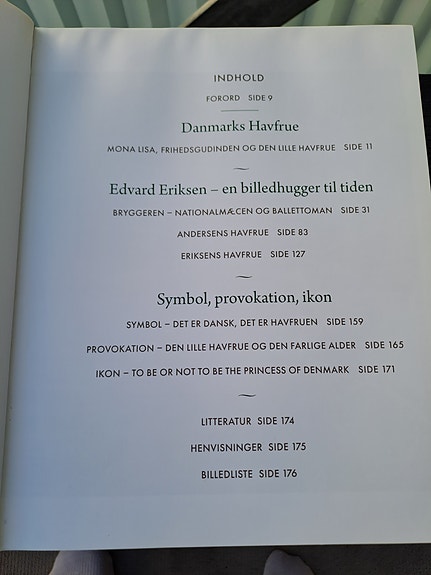 INDHOLD
FORORD SIDE 9
Danmarks Havfrue
MONA LISA, FRIHEDSGUDINDEN OG DEN LILLE HAVFRUE SIDE 11
Edvard Eriksen – en billedhugger til tiden
BRYGGEREN – NATIONALMÆCEN OG BALLETTOMAN SIDE 31
ANDERSENS HAVFRUE SIDE 83
ERIKSENS HAVFRUE SIDE 127
Symbol, provokation, ikon
SYMBOL – DET ER DANSK, DET ER HAVFRUEN SIDE 159
PROVOKATION – DEN LILLE HAVFRUE OG DEN FARLIGE ALDER SIDE 165
IKON – TO BE OR NOT TO BE THE PRINCESS OF DENMARK SIDE 171
LITTERATUR SIDE 174
HENVISNINGER SIDE 175
BILLEDLISTE SIDE 176